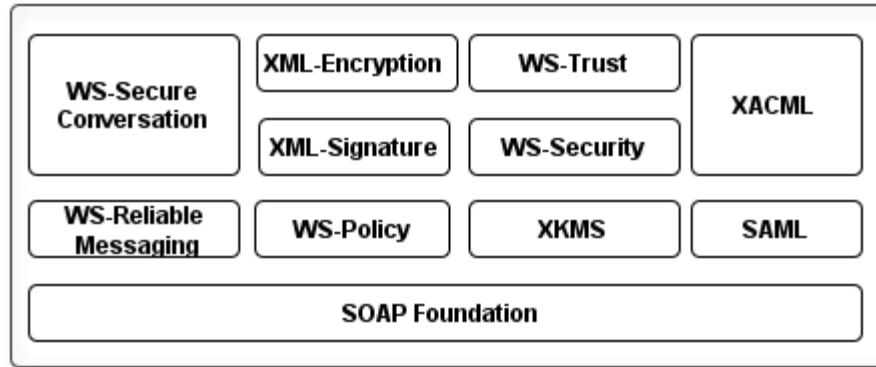 WS-Secure
Conversation
XML-Encryption
WS-Trust
XACML
XML-Signature
WS-Security
WS-Reliable
Messaging
WS-Policy
XKMS
SAML
SOAP Foundation